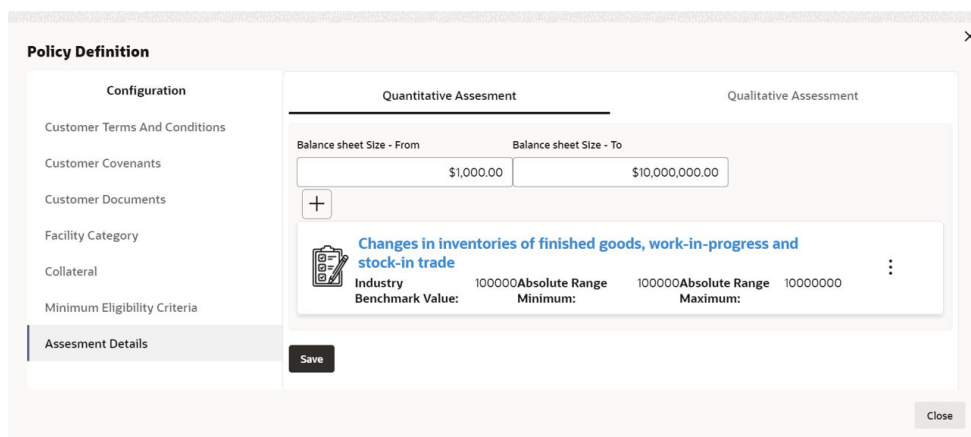 Policy Definition
Configuration
Customer Terms And Conditions
Customer Covenants
Customer Documents
Facility Category
Collateral
Minimum Eligibility Criteria
Assesment Details
Quantitative Assesment
Qualitative Assessment
Balance sheet Size - From
Balance sheet Size - To
$1,000.00
$10,000,000.00
Changes in inventories of finished goods, work-in-progress and
stock-in trade
Industry 100000 Absolute Range 100000 Absolute Range 10000000
Benchmark Value: Minimum: Maximum:
Save
Close